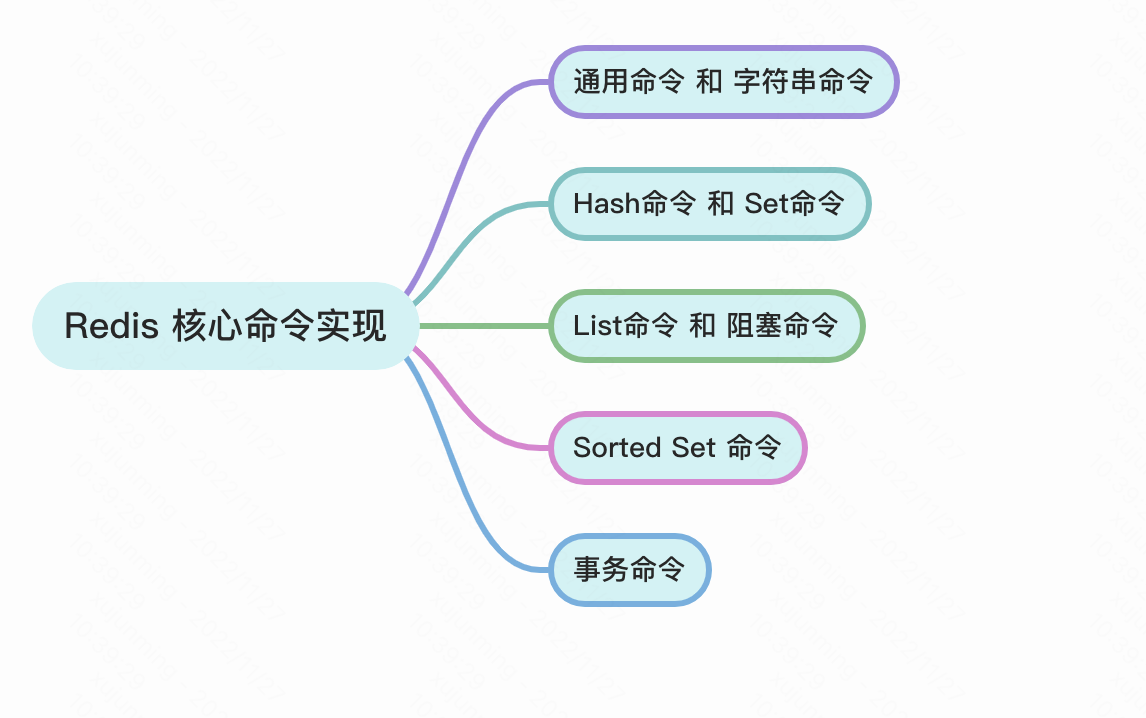 通用命令 和 字符串命令
Hash命令 和 Set命令
Redis 核心命令实现
List命令 和 阻塞命令
Sorted Set 命令
事务命令